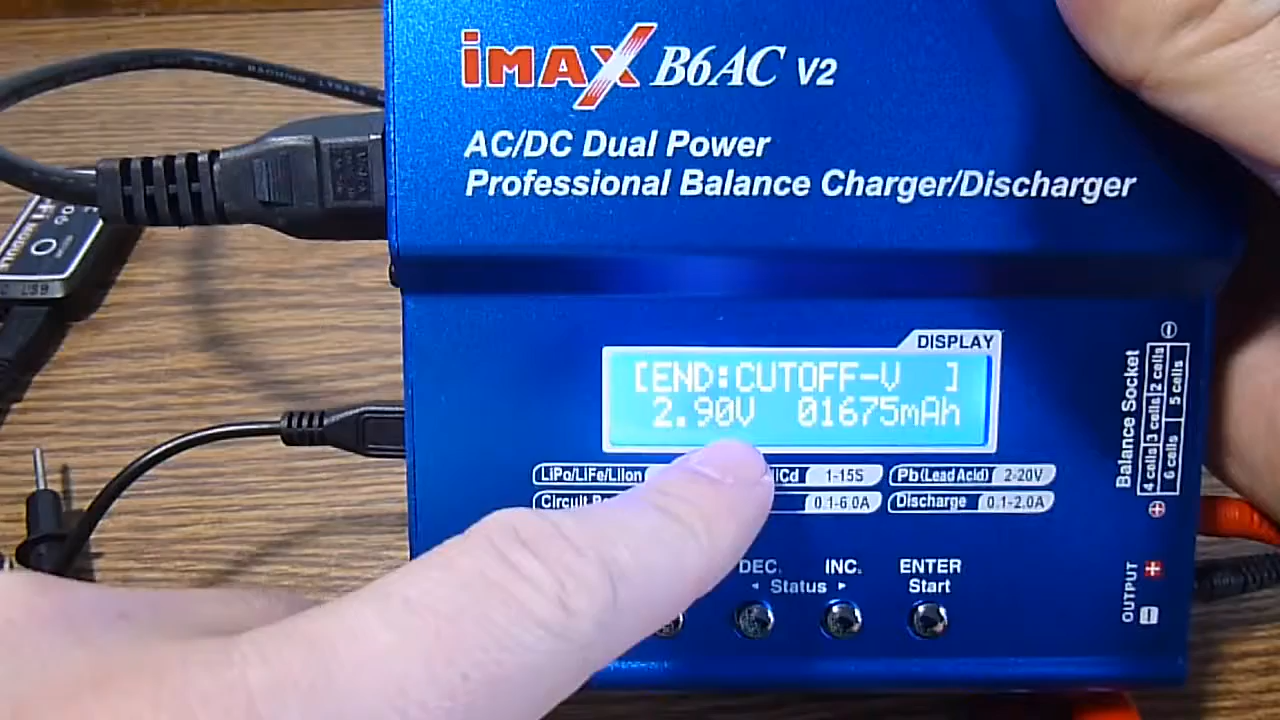 iMAX B6AC V2
AC/DC Dual Power
Professional Balance Charger/Discharger
DISPLAY
[END:CUTOFF-V ]
2.90V 01675mAh
LiPo/LiFe/LiIon
iCd 1-15S
Pb(Lead Acid) 2-20V
Circuit
0.1-6.0A
Discharge 0.1-2.0A
DEC. INC. ENTER
◄ Status ► Start
Balance Socket
4 cells 3 cells 2 cells
6 cells 5 cells
OUTPUT
MODULE